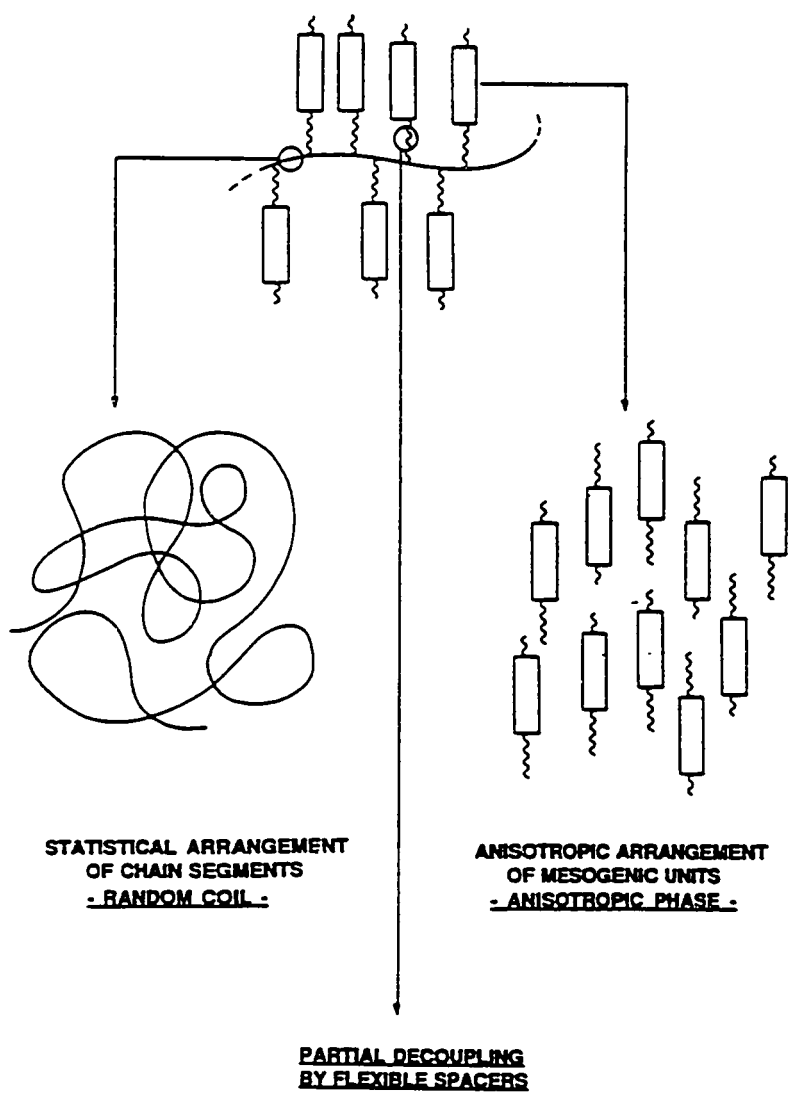 STATISTICAL ARRANGEMENT
OF CHAIN SEGMENTS
- RANDOM COIL -
ANISOTROPIC ARRANGEMENT
OF MESOGENIC UNITS
- ANISOTROPIC PHASE -
PARTIAL DECOUPLING
BY FLEXIBLE SPACERS